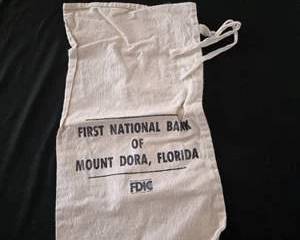 FIRST NATIONAL BANK
OF
MOUNT DORA, FLORIDA
FDIC